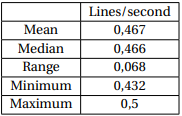 Lines/second
Mean 0,467
Median 0,466
Range 0,068
Minimum 0,432
Maximum 0,5